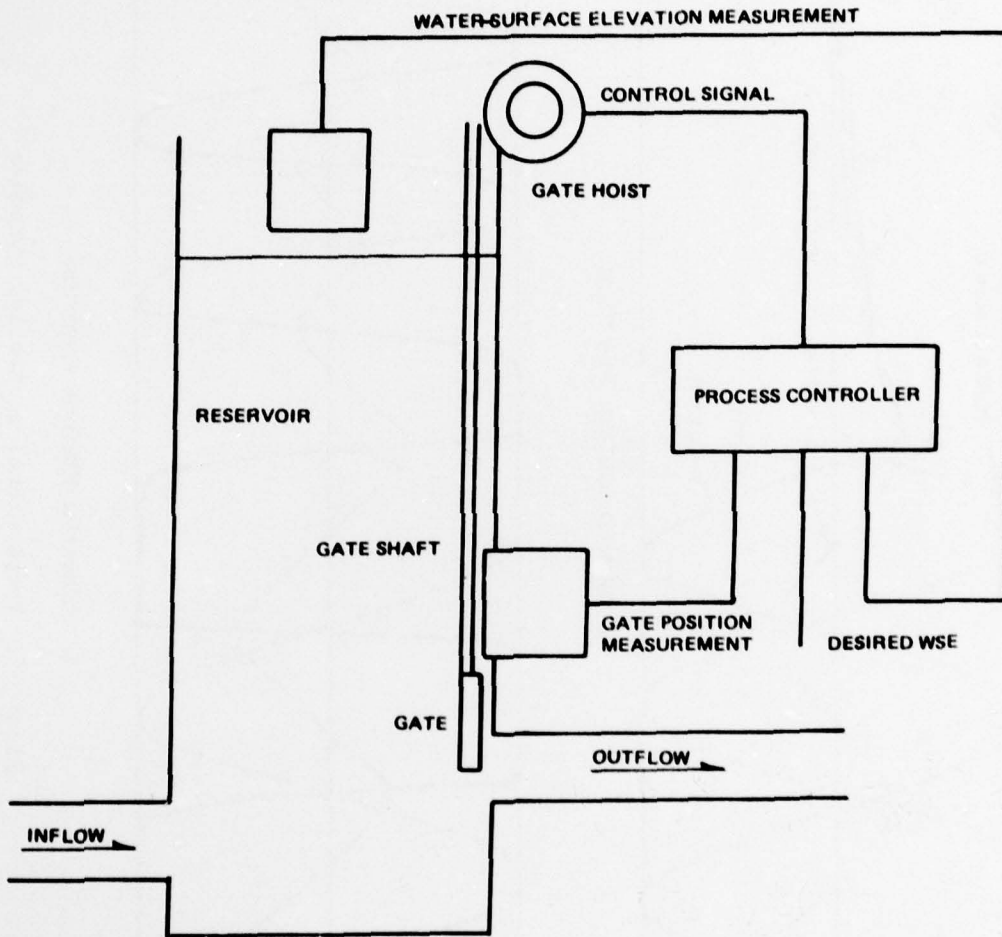 WATER-SURFACE ELEVATION MEASUREMENT
CONTROL SIGNAL
GATE HOIST
PROCESS CONTROLLER
RESERVOIR
GATE SHAFT
GATE POSITION
MEASUREMENT
DESIRED WSE
GATE
OUTFLOW
INFLOW